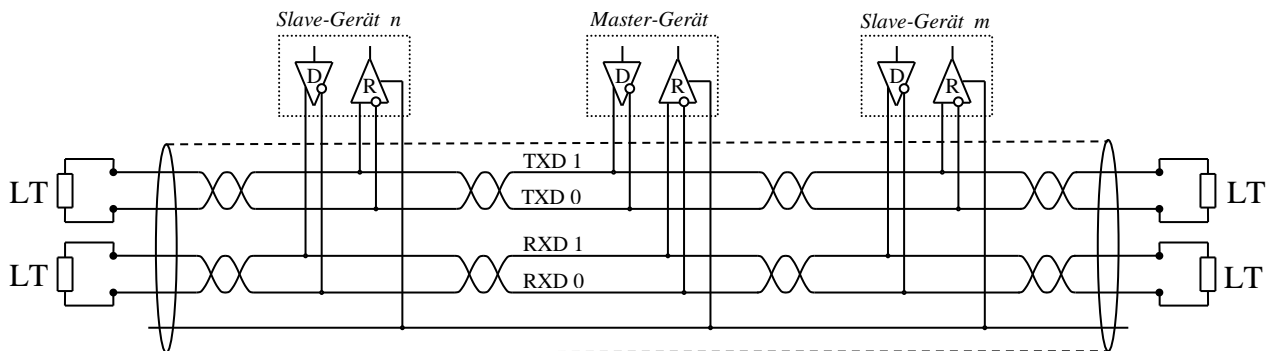 Slave-Gerät n
Master-Gerät
Slave-Gerät m
D
R
D
R
D
R
TXD 1
LT
TXD 0
LT
RXD 1
LT
RXD 0
LT